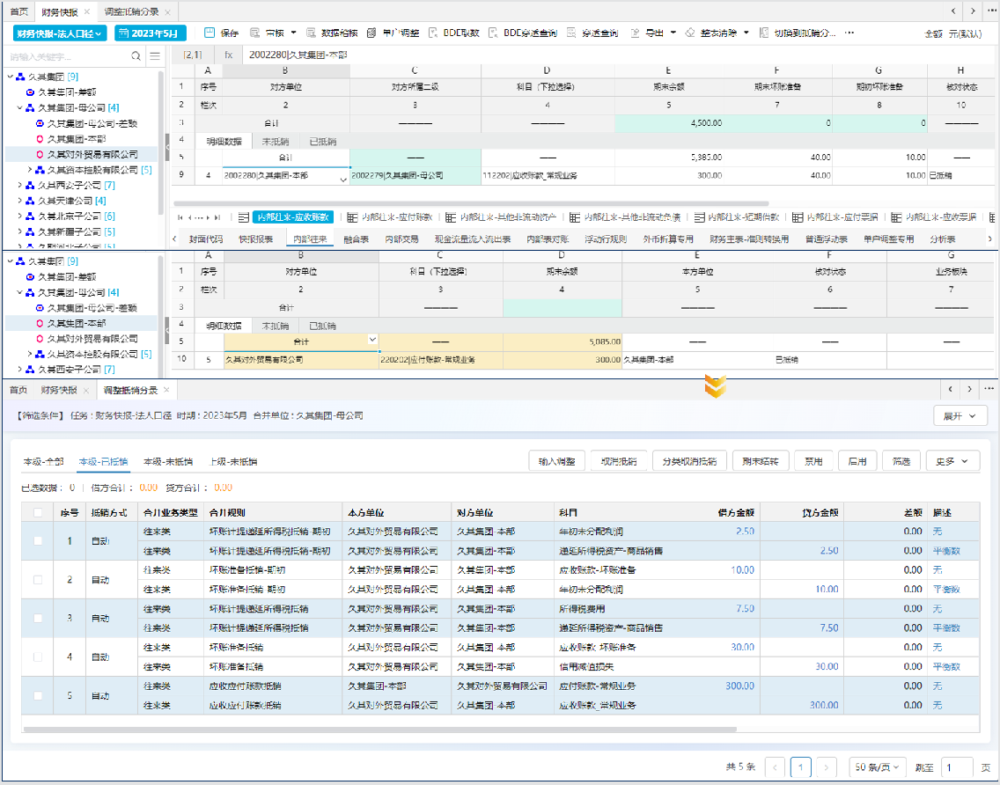 首页 财务快报 × 调整抵销分录 ×
财务快报-法人口径 2023年5月 保存 审核 数据稽核 单户调整 BDE取数 BDE穿透查询 穿透查询 导出 整表清除 切换到抵销分... ··· 金额 元(默认)
请输入关键字... [2,1] fx 2002280|久其集团-本部
A B C D E F G H
1 序号 对方单位 对方所属二级 科目（下拉选择） 期末余额 期末坏账准备 期初坏账准备 核对状态
2 栏次 2 3 4 5 7 8 10
3 合计 ———— ———— 4,500.00 0 0 ————
4 明细数据 未抵销 已抵销
5 合计 —— —— 5,385.00 40.00 10.00 ——
9 4 2002280|久其集团-本部 2002279|久其集团-母公司 112202|应收账款_常规业务 300.00 40.00 10.00 已抵销
久其集团 [9]
久其集团-差额
久其集团-母公司 [4]
久其集团-母公司-差额
久其集团-本部
久其对外贸易有限公司
久其资本控股有限公司 [5]
久其西安子公司 [7]
久其天津公司 [4]
久其北京子公司 [6]
久其新疆子公司 [5]
内部往来-应收账款 内部往来-应付账款 内部往来-其他非流动资产 内部往来-其他非流动负债 内部往来-短期借款 内部往来-应付票据 内部往来-应收票据
封面代码 快报报表 内部往来 融合表 内部交易 现金流量流入流出表 内部表对账 浮动行规则 外币折算专用 财务主表-准则转换用 普通浮动表 单户调整专用 分析表
久其集团 [9]
久其集团-差额
久其集团-母公司 [4]
久其集团-母公司-差额
久其集团-本部
久其对外贸易有限公司
久其资本控股有限公司 [5]
久其西安子公司 [7]
A B C D E F G
1 序号 对方单位 科目（下拉选择） 期末余额 本方单位 核对状态 业务板块
2 栏次 2 3 4 5 6 7
3 合计 ———— ———— ———— ————
4 明细数据 未抵销 已抵销
5 合计 —— 5,085.00 —— —— ——
10 5 久其对外贸易有限公司 220202|应付账款-常规业务 300.00 久其集团-本部 已抵销
首页 财务快报 × 调整抵销分录 ×
【筛选条件】 任务：财务快报-法人口径 时期：2023年5月 合并单位：久其集团-母公司 展开
本级-全部 本级-已抵销 本级-未抵销 上级-未抵销 输入调整 取消抵销 分类取消抵销 期末结转 禁用 启用 筛选 更多
已选数据： 0 | 借方合计： 0.00 贷方合计： 0.00
序号 抵销方式 合并业务类型 合并规则 本方单位 对方单位 科目 借方金额 贷方金额 差额 描述
1 自动 往来类 坏账计提递延所得税抵销-期初 久其对外贸易有限公司 久其集团-本部 年初未分配利润 2.50 0.00 无
往来类 坏账计提递延所得税抵销-期初 久其对外贸易有限公司 久其集团-本部 递延所得税资产-商品销售 2.50 0.00 平衡数
2 自动 往来类 坏账准备抵销-期初 久其对外贸易有限公司 久其集团-本部 应收账款-坏账准备 10.00 0.00 无
往来类 坏账准备抵销-期初 久其对外贸易有限公司 久其集团-本部 年初未分配利润 10.00 0.00 平衡数
3 自动 往来类 坏账计提递延所得税抵销 久其对外贸易有限公司 久其集团-本部 所得税费用 7.50 0.00 无
往来类 坏账计提递延所得税抵销 久其对外贸易有限公司 久其集团-本部 递延所得税资产-商品销售 7.50 0.00 平衡数
4 自动 往来类 坏账准备抵销 久其对外贸易有限公司 久其集团-本部 应收账款-坏账准备 30.00 0.00 无
往来类 坏账准备抵销 久其对外贸易有限公司 久其集团-本部 信用减值损失 30.00 0.00 平衡数
5 自动 往来类 应收应付账款抵销 久其集团-本部 久其对外贸易有限公司 应付账款-常规业务 300.00 0.00 无
往来类 应收应付账款抵销 久其对外贸易有限公司 久其集团-本部 应收账款_常规业务 300.00 0.00 无
共 5 条 1 50 条/页 跳至 1 页